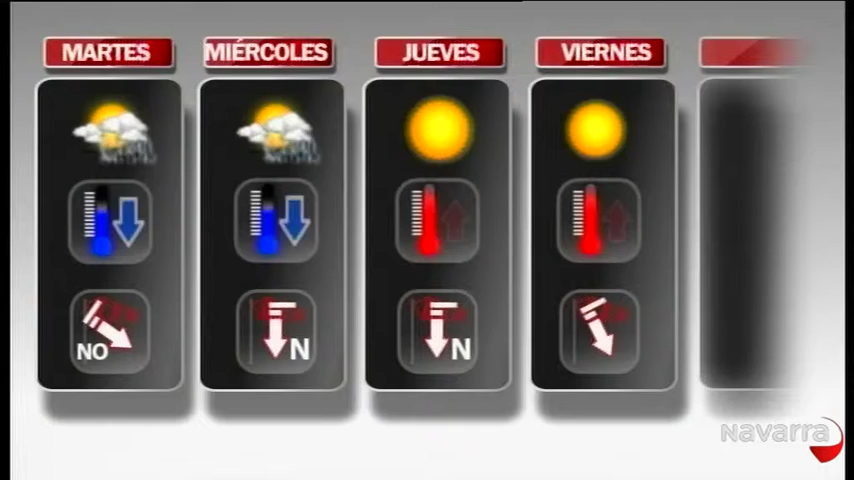 MARTES
MIÉRCOLES
JUEVES
VIERNES
NO
N
N
Navarra